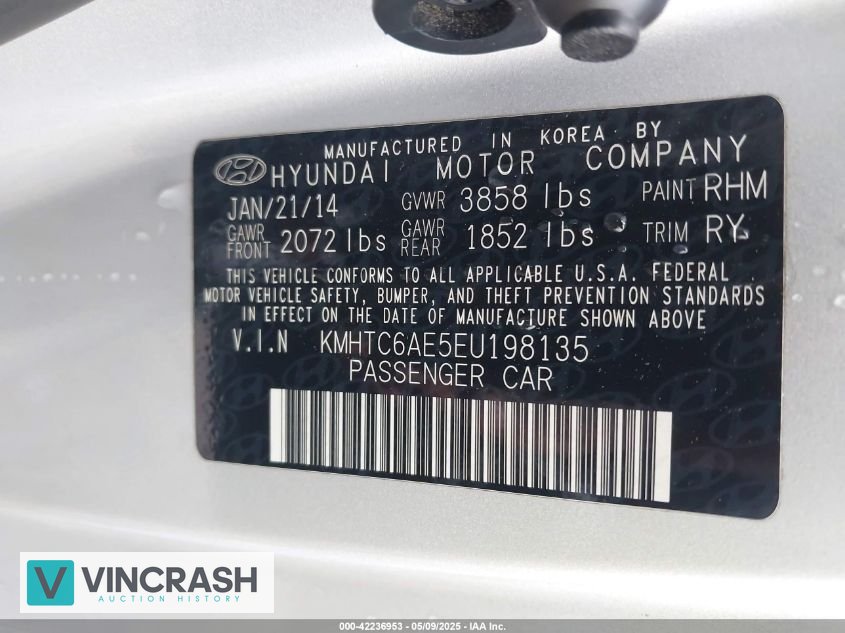 MANUFACTURED IN KOREA BY
HYUNDAI MOTOR COMPANY
JAN/21/14 GVWR 3858 lbs PAINT RHM
GAWR FRONT 2072 lbs GAWR REAR 1852 lbs TRIM RY
THIS VEHICLE CONFORMS TO ALL APPLICABLE U.S.A. FEDERAL
MOTOR VEHICLE SAFETY, BUMPER, AND THEFT PREVENTION STANDARDS
IN EFFECT ON THE DATE OF MANUFACTURE SHOWN ABOVE
V.I.N KMHTC6AE5EU198135
PASSENGER CAR
V VINCRASH
AUCTION HISTORY
000-42236953 - 05/09/2025 - IAA Inc.